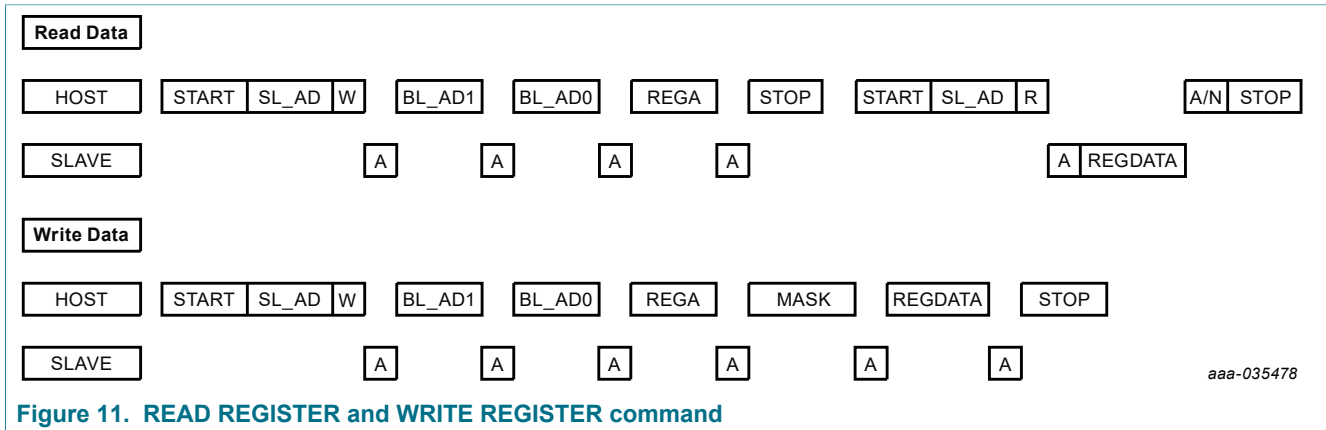 Read Data
HOST START SL_AD W BL_AD1 BL_AD0 REGA STOP START SL_AD R A/N STOP
SLAVE A A A A A REGDATA
Write Data
HOST START SL_AD W BL_AD1 BL_AD0 REGA MASK REGDATA STOP
SLAVE A A A A A A
aaa-035478
Figure 11. READ REGISTER and WRITE REGISTER command